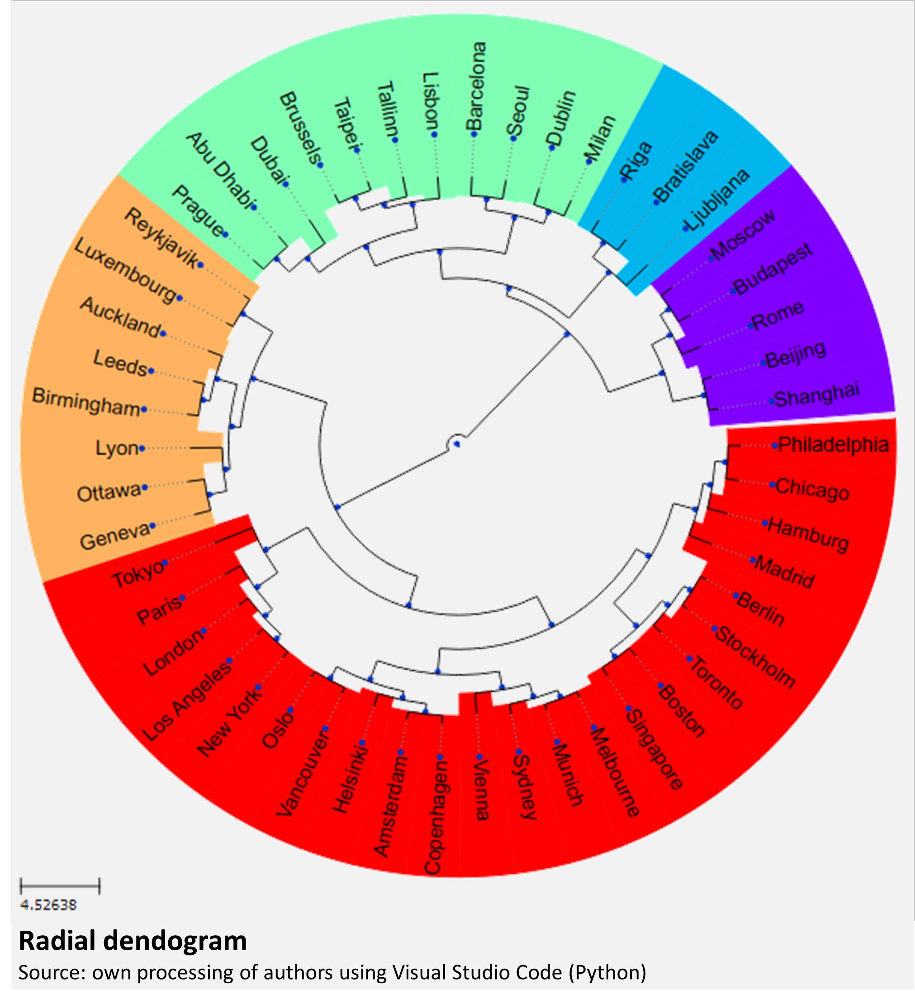 Barcelona
Seoul
Dublin
Milan
Riga
Bratislava
Ljubljana
Moscow
Budapest
Rome
Beijing
Shanghai
Philadelphia
Chicago
Hamburg
Madrid
Berlin
Stockholm
Toronto
Boston
Singapore
Melbourne
Munich
Sydney
Vienna
Copenhagen
Amsterdam
Helsinki
Vancouver
Oslo
New York
Los Angeles
London
Paris
Tokyo
Geneva
Ottawa
Lyon
Birmingham
Leeds
Auckland
Luxembourg
Reykjavik
Prague
Abu Dhabi
Dubai
Brussels
Taipei
Tallinn
Lisbon
4.52638
Radial dendogram
Source: own processing of authors using Visual Studio Code (Python)